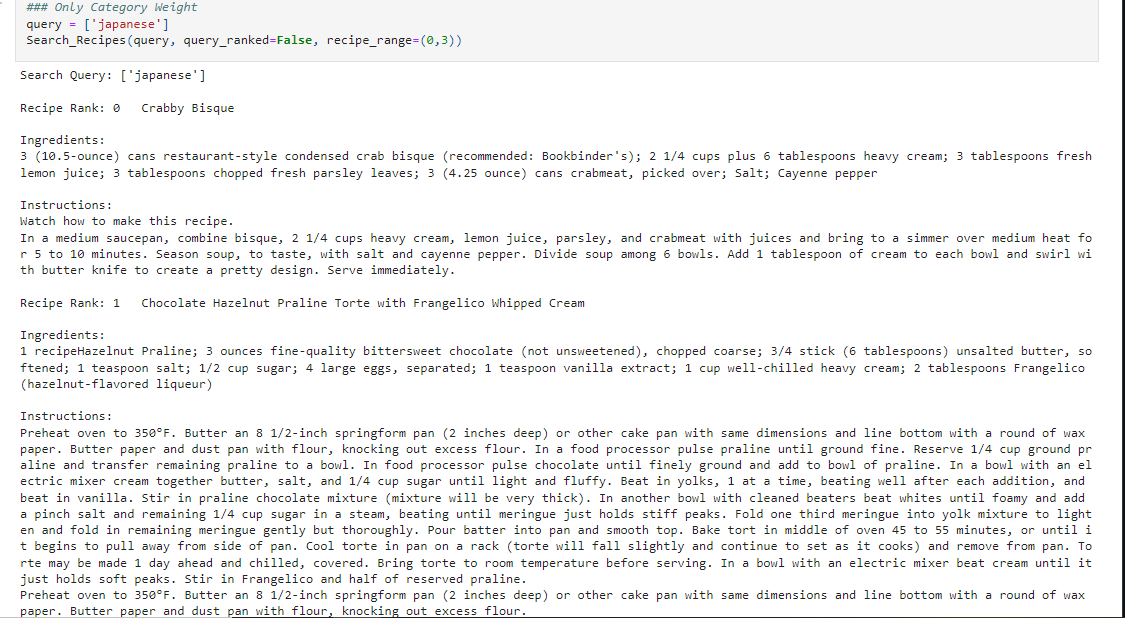 ### Only Category Weight
query = ['japanese']
Search_Recipes(query, query_ranked=False, recipe_range=(0,3))
Search Query: ['japanese']
Recipe Rank: 0   Crabby Bisque
Ingredients:
3 (10.5-ounce) cans restaurant-style condensed crab bisque (recommended: Bookbinder's); 2 1/4 cups plus 6 tablespoons heavy cream; 3 tablespoons fresh
lemon juice; 3 tablespoons chopped fresh parsley leaves; 3 (4.25 ounce) cans crabmeat, picked over; Salt; Cayenne pepper
Instructions:
Watch how to make this recipe.
In a medium saucepan, combine bisque, 2 1/4 cups heavy cream, lemon juice, parsley, and crabmeat with juices and bring to a simmer over medium heat fo
r 5 to 10 minutes. Season soup, to taste, with salt and cayenne pepper. Divide soup among 6 bowls. Add 1 tablespoon of cream to each bowl and swirl wi
th butter knife to create a pretty design. Serve immediately.
Recipe Rank: 1   Chocolate Hazelnut Praline Torte with Frangelico Whipped Cream
Ingredients:
1 recipeHazelnut Praline; 3 ounces fine-quality bittersweet chocolate (not unsweetened), chopped coarse; 3/4 stick (6 tablespoons) unsalted butter, so
ftened; 1 teaspoon salt; 1/2 cup sugar; 4 large eggs, separated; 1 teaspoon vanilla extract; 1 cup well-chilled heavy cream; 2 tablespoons Frangelico
(hazelnut-flavored liqueur)
Instructions:
Preheat oven to 350°F. Butter an 8 1/2-inch springform pan (2 inches deep) or other cake pan with same dimensions and line bottom with a round of wax
paper. Butter paper and dust pan with flour, knocking out excess flour. In a food processor pulse praline until ground fine. Reserve 1/4 cup ground pr
aline and transfer remaining praline to a bowl. In food processor pulse chocolate until finely ground and add to bowl of praline. In a bowl with an el
ectric mixer cream together butter, salt, and 1/4 cup sugar until light and fluffy. Beat in yolks, 1 at a time, beating well after each addition, and
beat in vanilla. Stir in praline chocolate mixture (mixture will be very thick). In another bowl with cleaned beaters beat whites until foamy and add
a pinch salt and remaining 1/4 cup sugar in a steam, beating until meringue just holds stiff peaks. Fold one third meringue into yolk mixture to light
en and fold in remaining meringue gently but thoroughly. Pour batter into pan and smooth top. Bake tort in middle of oven 45 to 55 minutes, or until i
t begins to pull away from side of pan. Cool torte in pan on a rack (torte will fall slightly and continue to set as it cooks) and remove from pan. To
rte may be made 1 day ahead and chilled, covered. Bring torte to room temperature before serving. In a bowl with an electric mixer beat cream until it
just holds soft peaks. Stir in Frangelico and half of reserved praline.
Preheat oven to 350°F. Butter an 8 1/2-inch springform pan (2 inches deep) or other cake pan with same dimensions and line bottom with a round of wax
paper. Butter paper and dust pan with flour, knocking out excess flour.